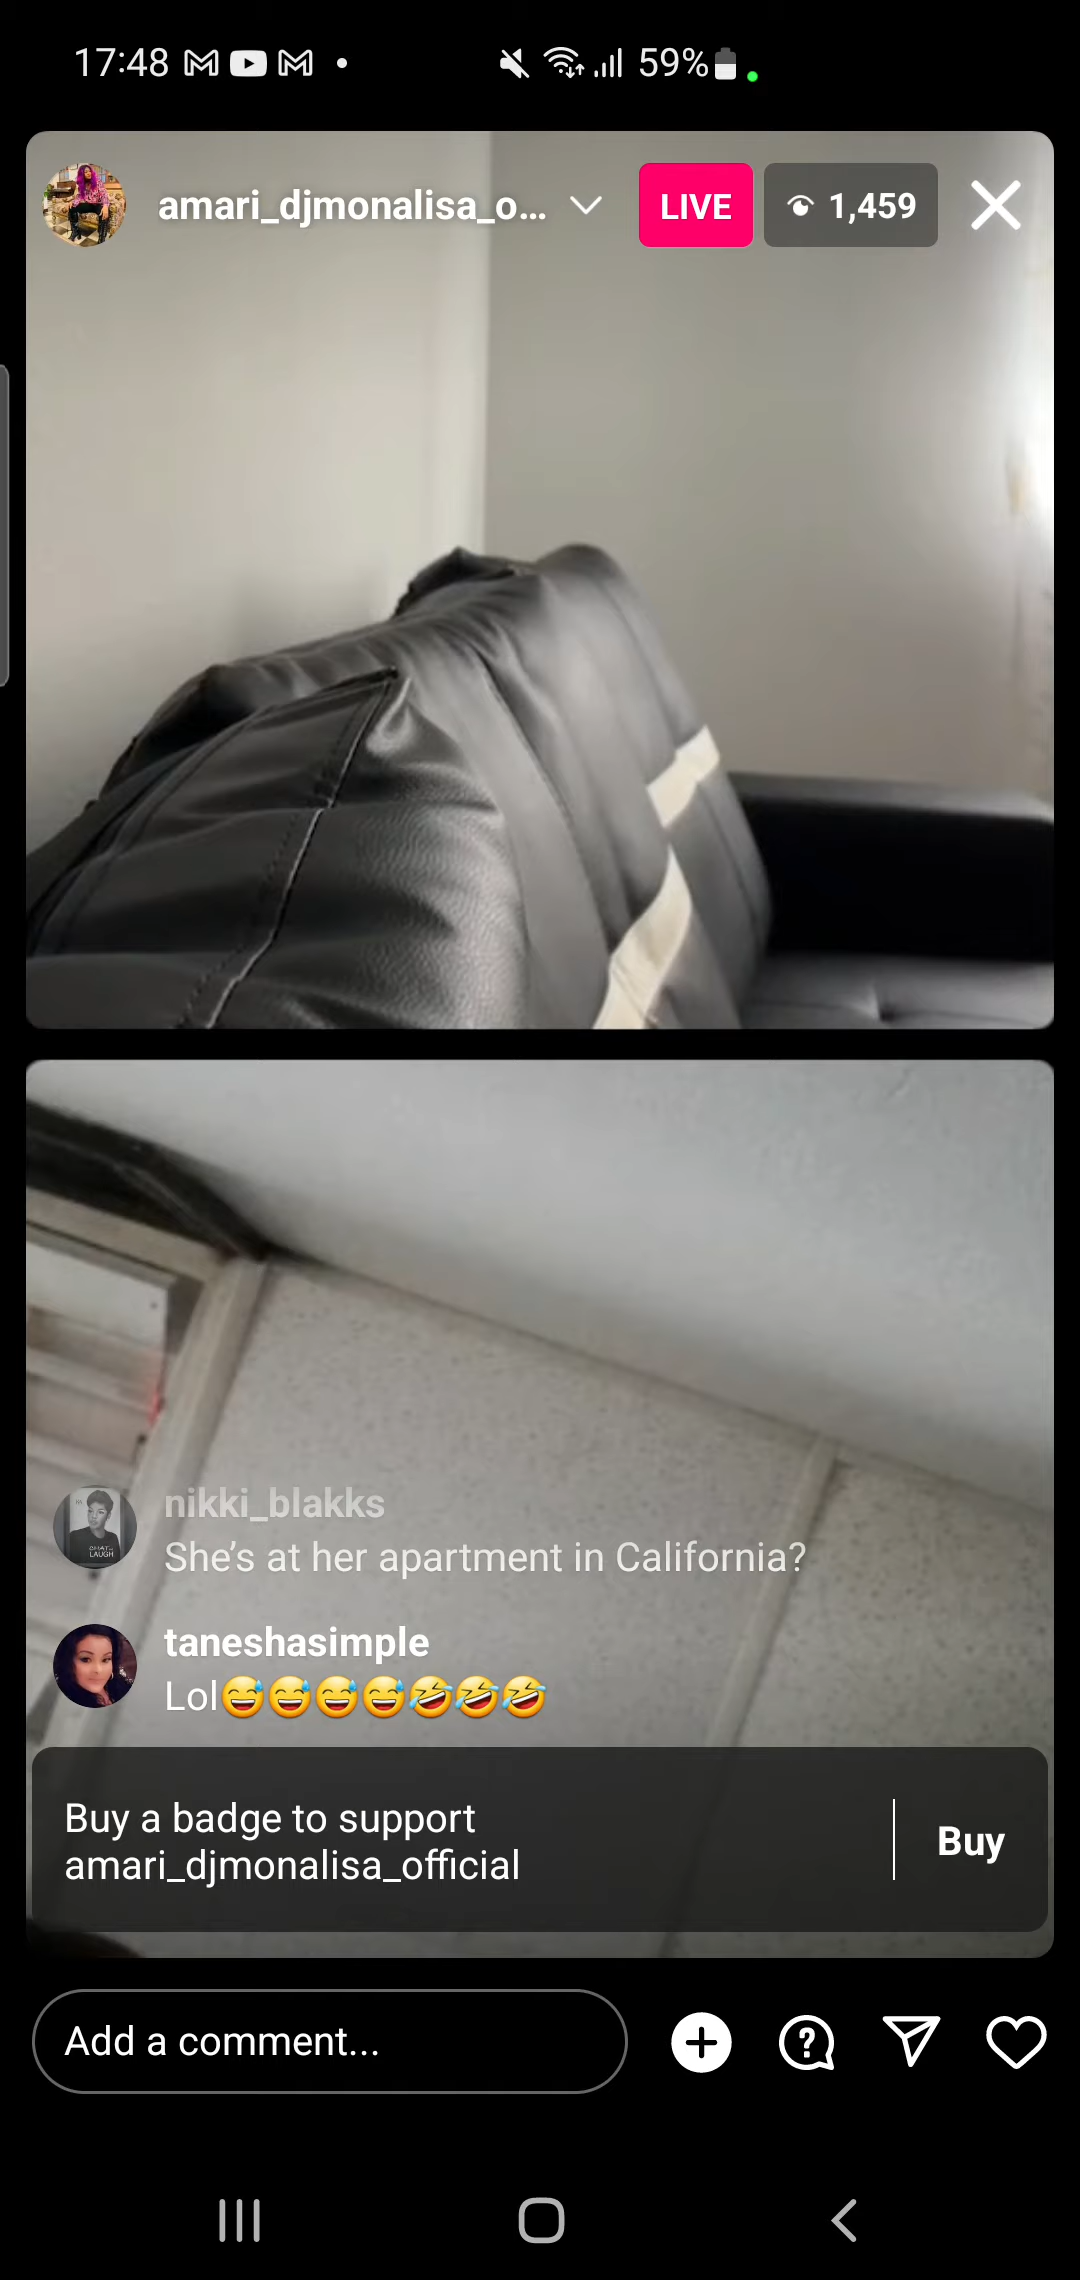 17:48
59%
amari_djmonalisa_o...
LIVE
1,459
nikki_blakks
She’s at her apartment in California?
taneshasimple
Lol😅😅😅😅🤣🤣🤣
Buy a badge to support
amari_djmonalisa_official
Buy
Add a comment...